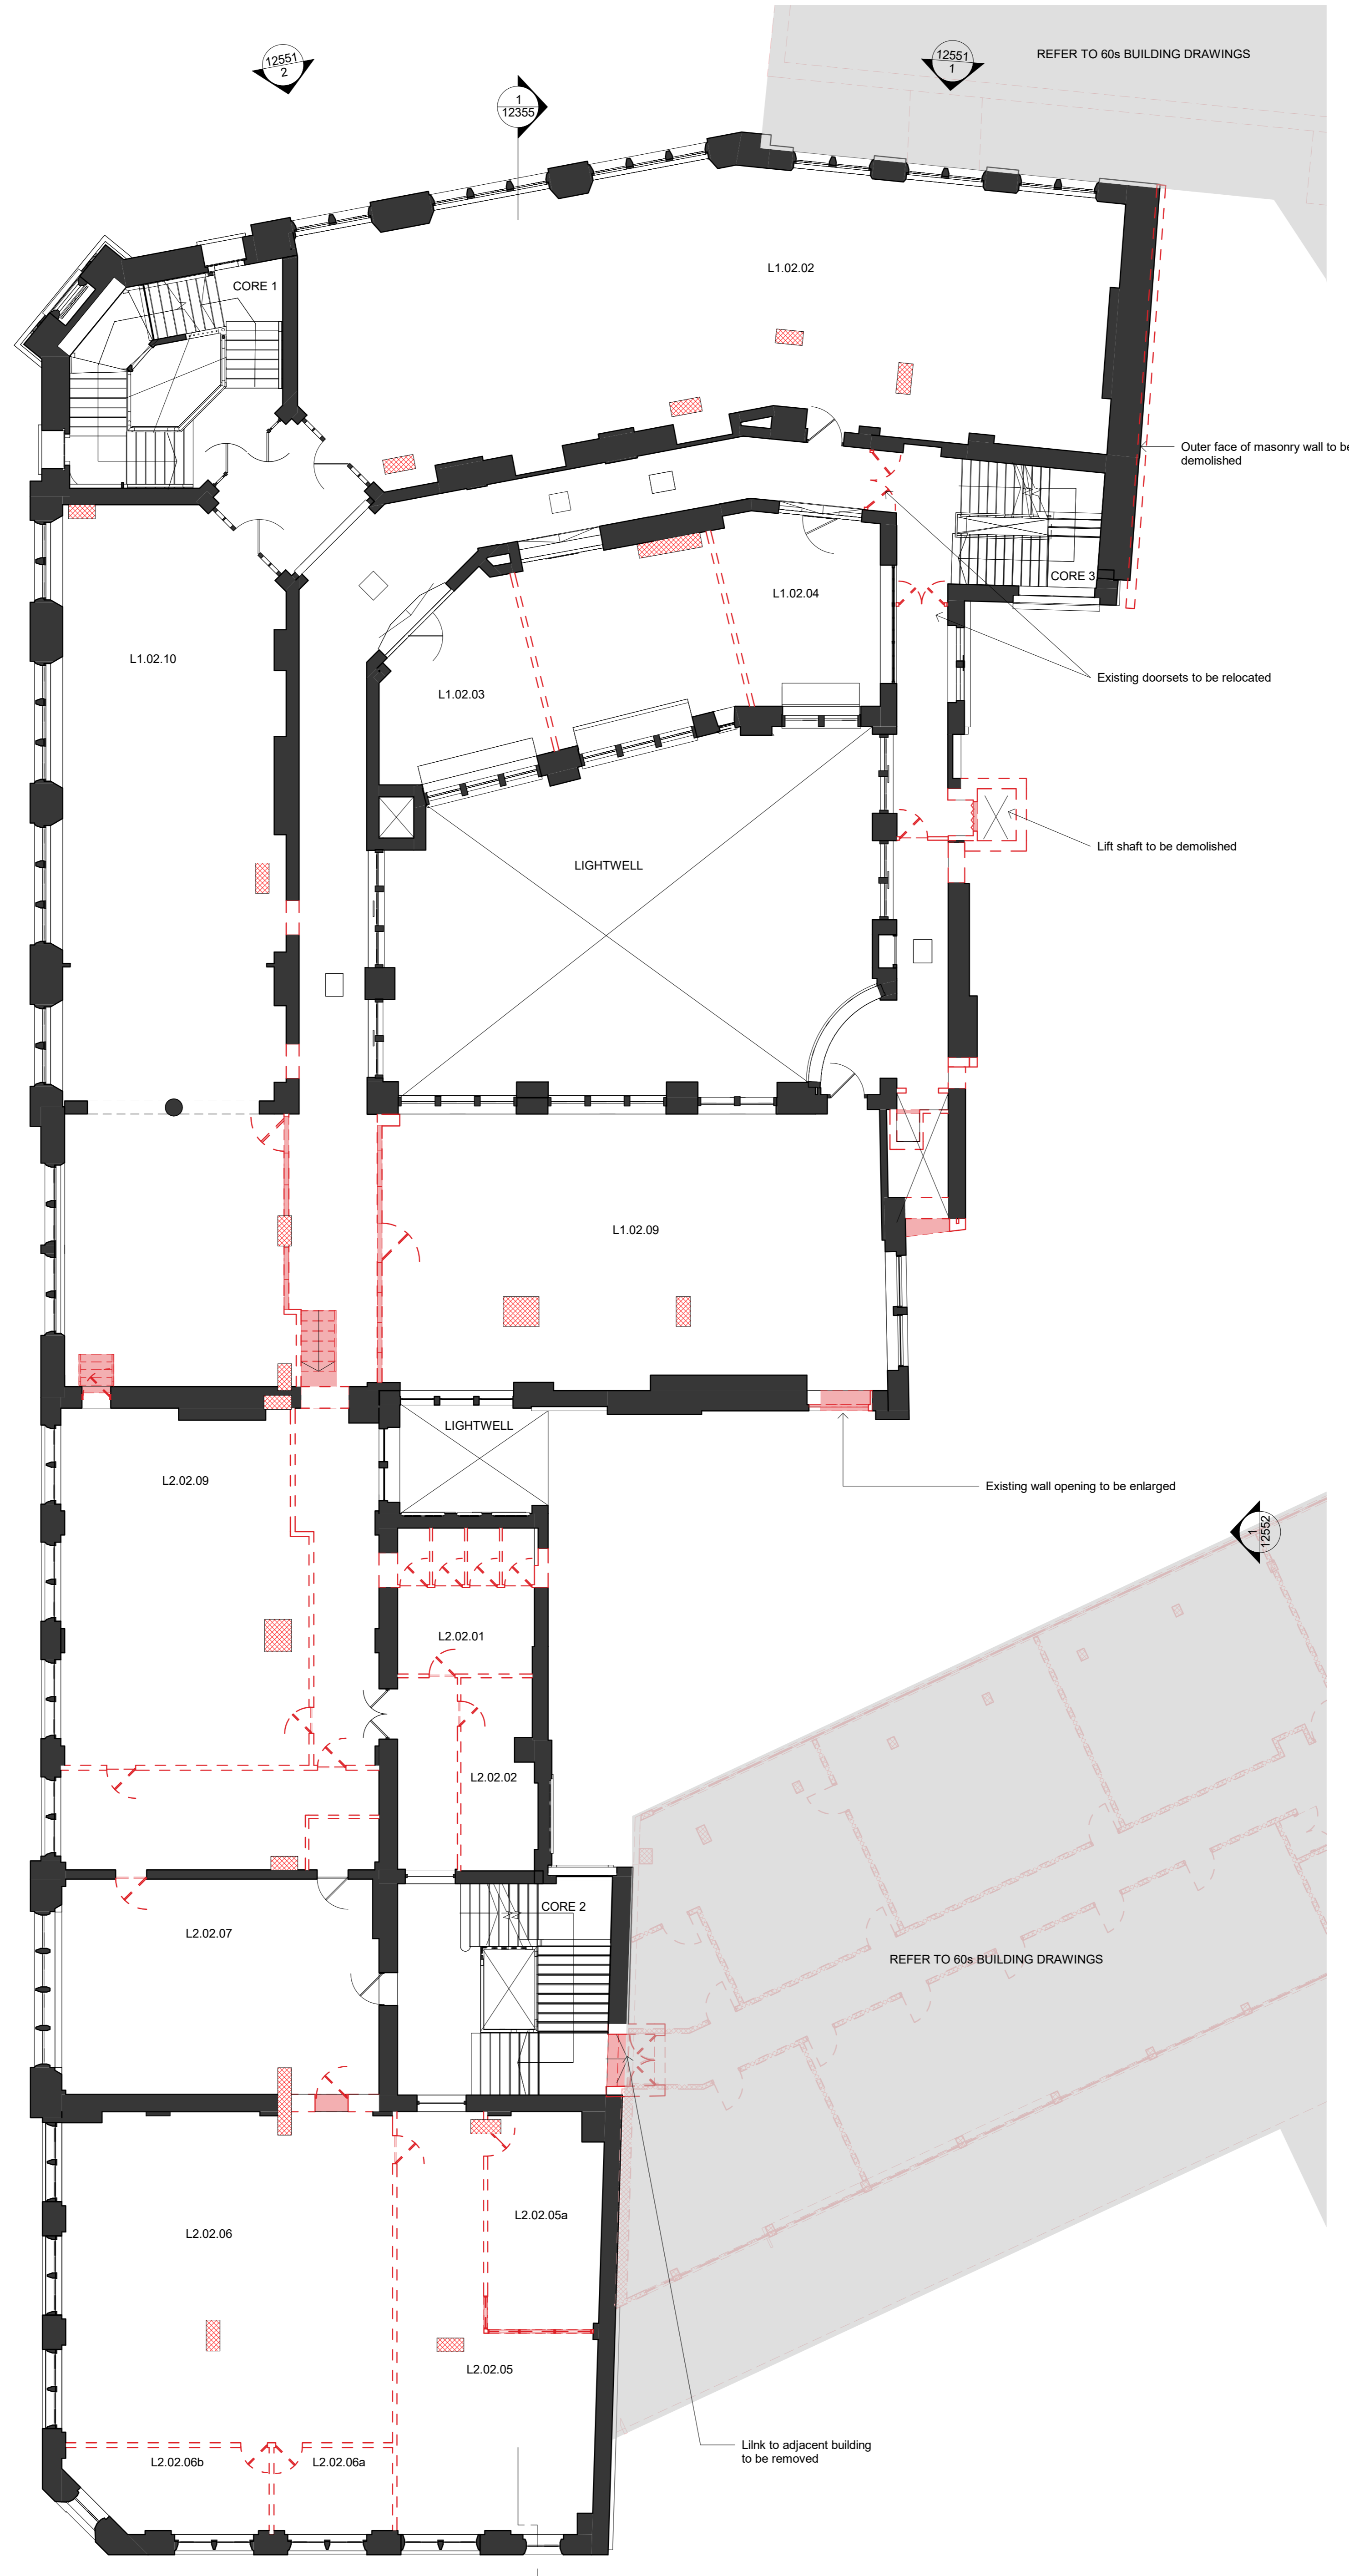 REFER TO 60s BUILDING DRAWINGS
12551
2
12551
1
1
12355
L1.02.02
CORE 1
Outer face of masonry wall to be
demolished
CORE 3
L1.02.04
L1.02.10
Existing doorsets to be relocated
L1.02.03
Lift shaft to be demolished
LIGHTWELL
L1.02.09
LIGHTWELL
L2.02.09
Existing wall opening to be enlarged
1
12552
L2.02.01
L2.02.02
CORE 2
L2.02.07
REFER TO 60s BUILDING DRAWINGS
L2.02.05a
L2.02.06
L2.02.05
Lilnk to adjacent building
to be removed
L2.02.06b
L2.02.06a